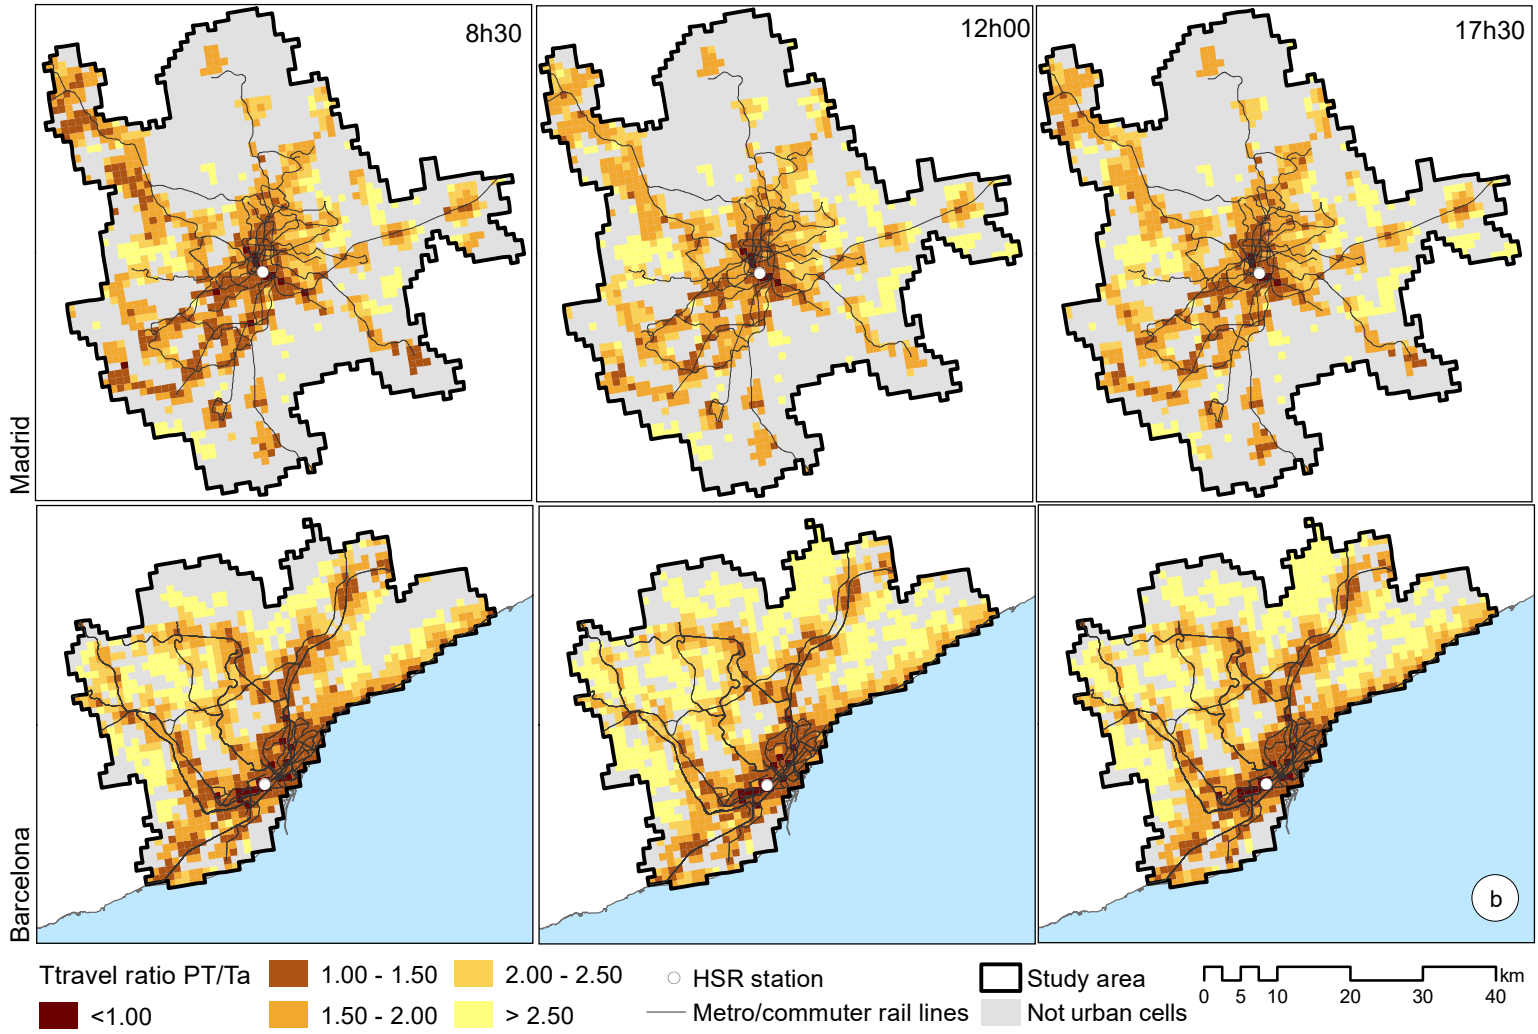 8h30
12h00
17h30
Madrid
Barcelona
b
Ttravel ratio PT/Ta
<1.00
1.00 - 1.50
1.50 - 2.00
2.00 - 2.50
> 2.50
HSR station
Metro/commuter rail lines
Study area
Not urban cells
km
0 5 10 20 30 40